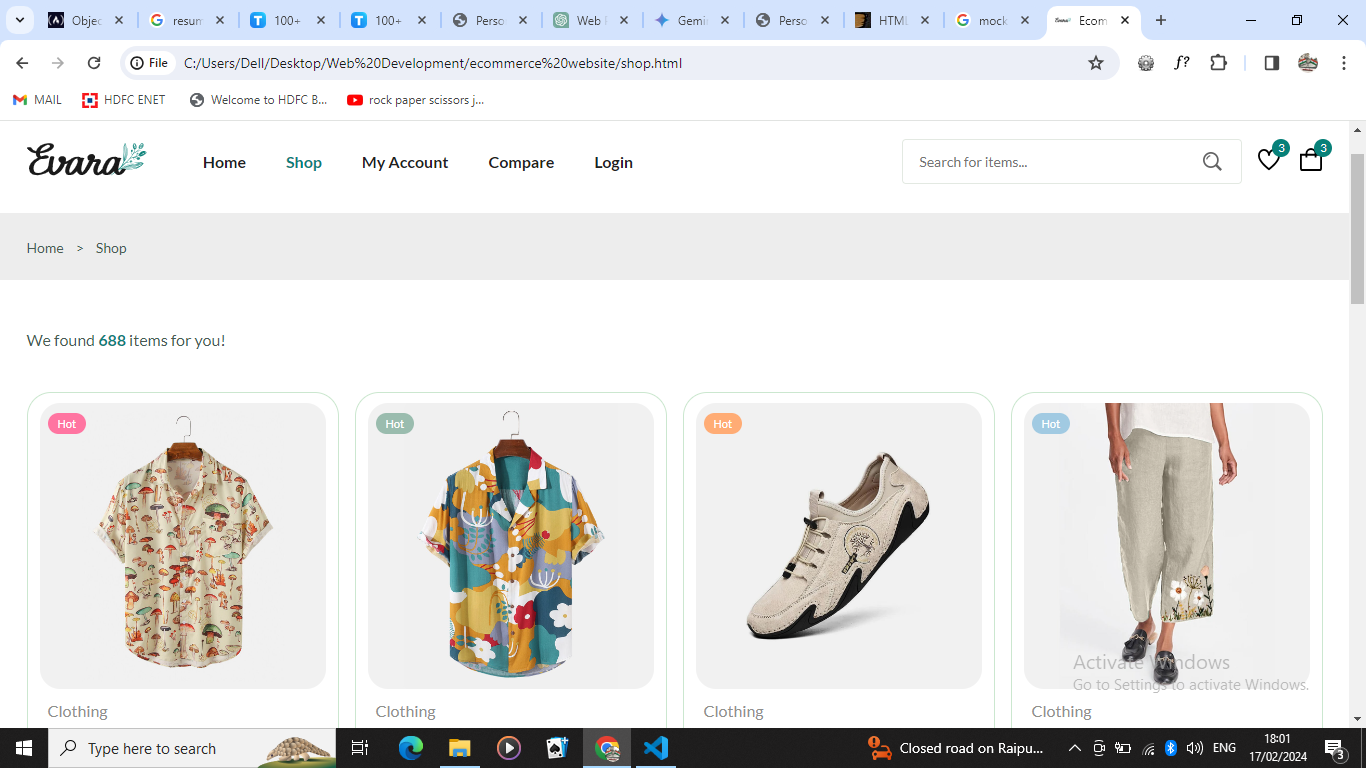 Objec
resum
100+
100+
Perso
Web
Gemi
Perso
HTML
mock
Ecom
File
C:/Users/Dell/Desktop/Web%20Development/ecommerce%20website/shop.html
MAIL
HDFC ENET
Welcome to HDFC B...
rock paper scissors j...
Evara
Home
Shop
My Account
Compare
Login
Search for items...
3
3
Home > Shop
We found 688 items for you!
Hot
Hot
Hot
Hot
Clothing
Clothing
Clothing
Clothing
Activate Windows
Go to Settings to activate Windows.
Type here to search
Closed road on Raipu...
ENG
18:01
17/02/2024
3